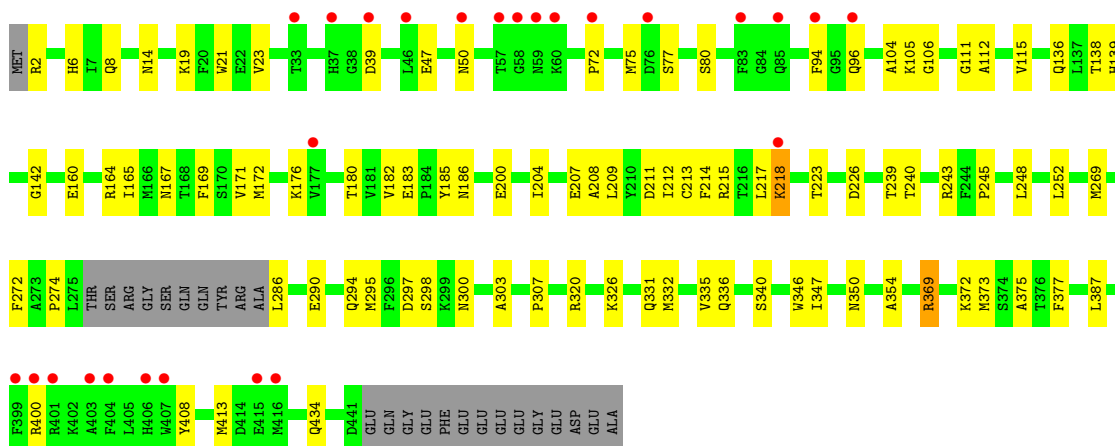 MET R2 H6 I7 Q8 N14 K19 F20 W21 E22 V23 T33 H37 G38 D39 L46 E47 N50 T57 G58 N59 K60 P72 M75 D76 S77 S80 F83 G84 Q85 F94 G95 Q96 A104 K105 G106 G111 A112 V115 Q136 L137 T138 H139
G142 E160 R164 I165 M166 N167 T168 F169 S170 V171 M172 K176 V177 T180 V181 V182 E183 P184 Y185 N186 E200 I204 E207 A208 L209 Y210 D211 I212 C213 F214 R215 T216 L217 K218 T223 D226 T239 T240 R243 F244 P245 L248 L252 M269
F272 A273 P274 L275 THR SER ARG GLY SER GLN GLN TYR ARG ALA L286 E290 Q294 M295 F296 D297 S298 K299 N300 A303 P307 R320 K326 Q331 M332 V335 Q336 S340 W346 I347 N350 A354 R369 K372 M373 S374 A375 T376 F377 L387
F399 R400 R401 K402 A403 F404 L405 H406 W407 Y408 M413 D414 E415 M416 Q434 D441 GLU GLN GLY GLU PHE GLU GLU GLU GLU GLY GLU ASP GLU ALA